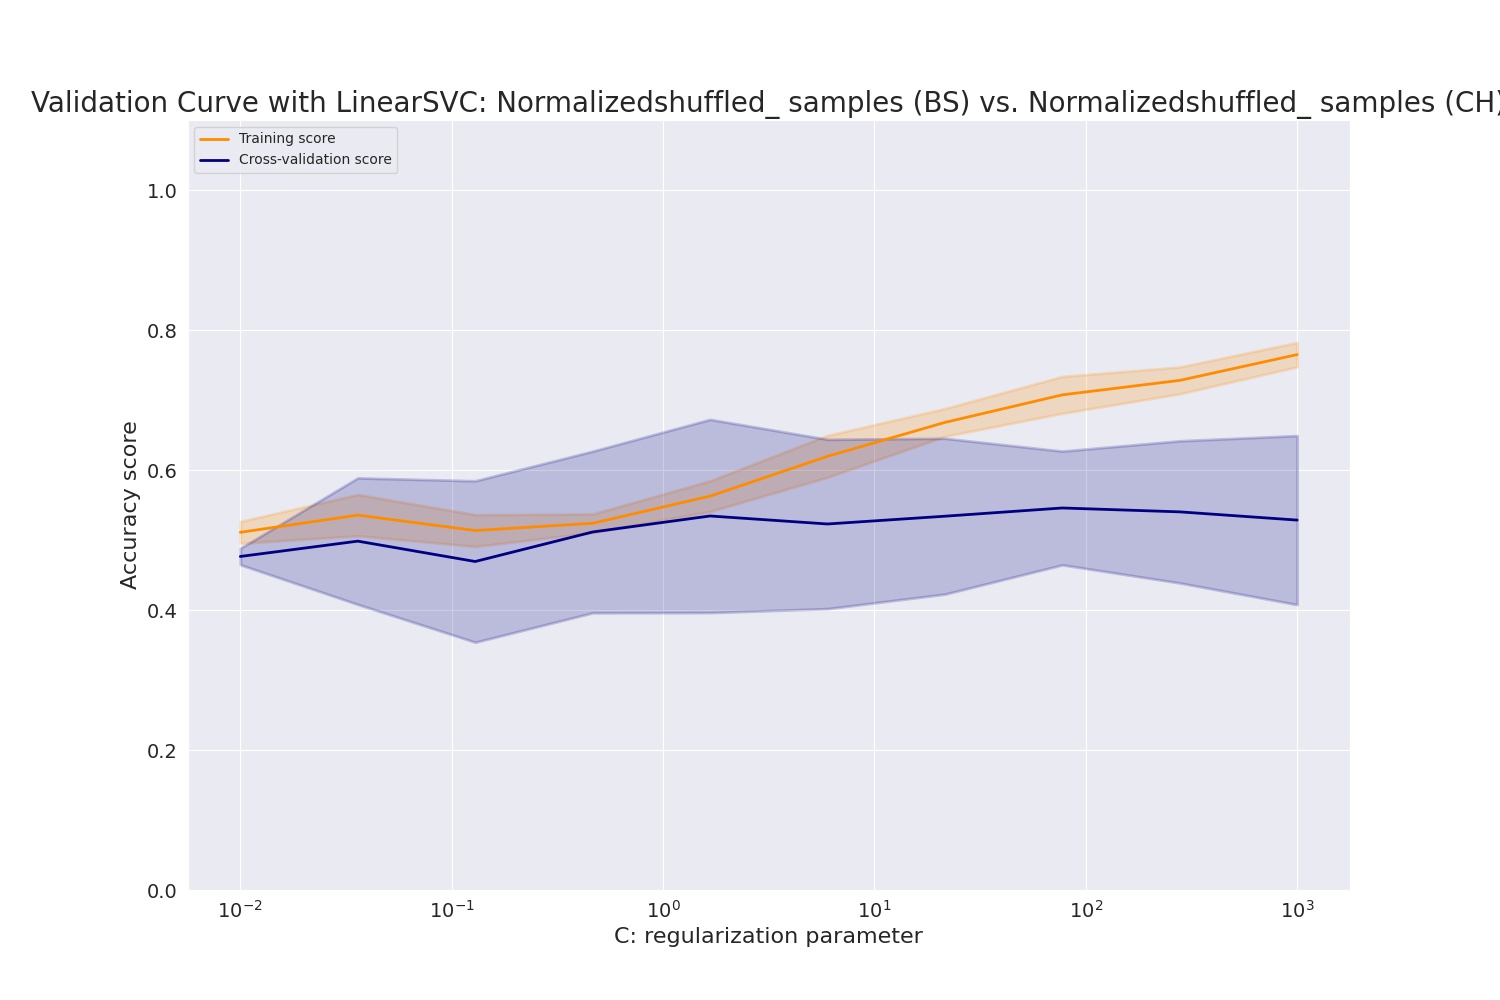 Validation Curve with LinearSVC: Normalizedshuffled_ samples (BS) vs. Normalizedshuffled_ samples (CH)
Training score
Cross-validation score
1.0
0.8
0.6
0.4
0.2
0.0
Accuracy score
10⁻² 10⁻¹ 10⁰ 10¹ 10² 10³
C: regularization parameter